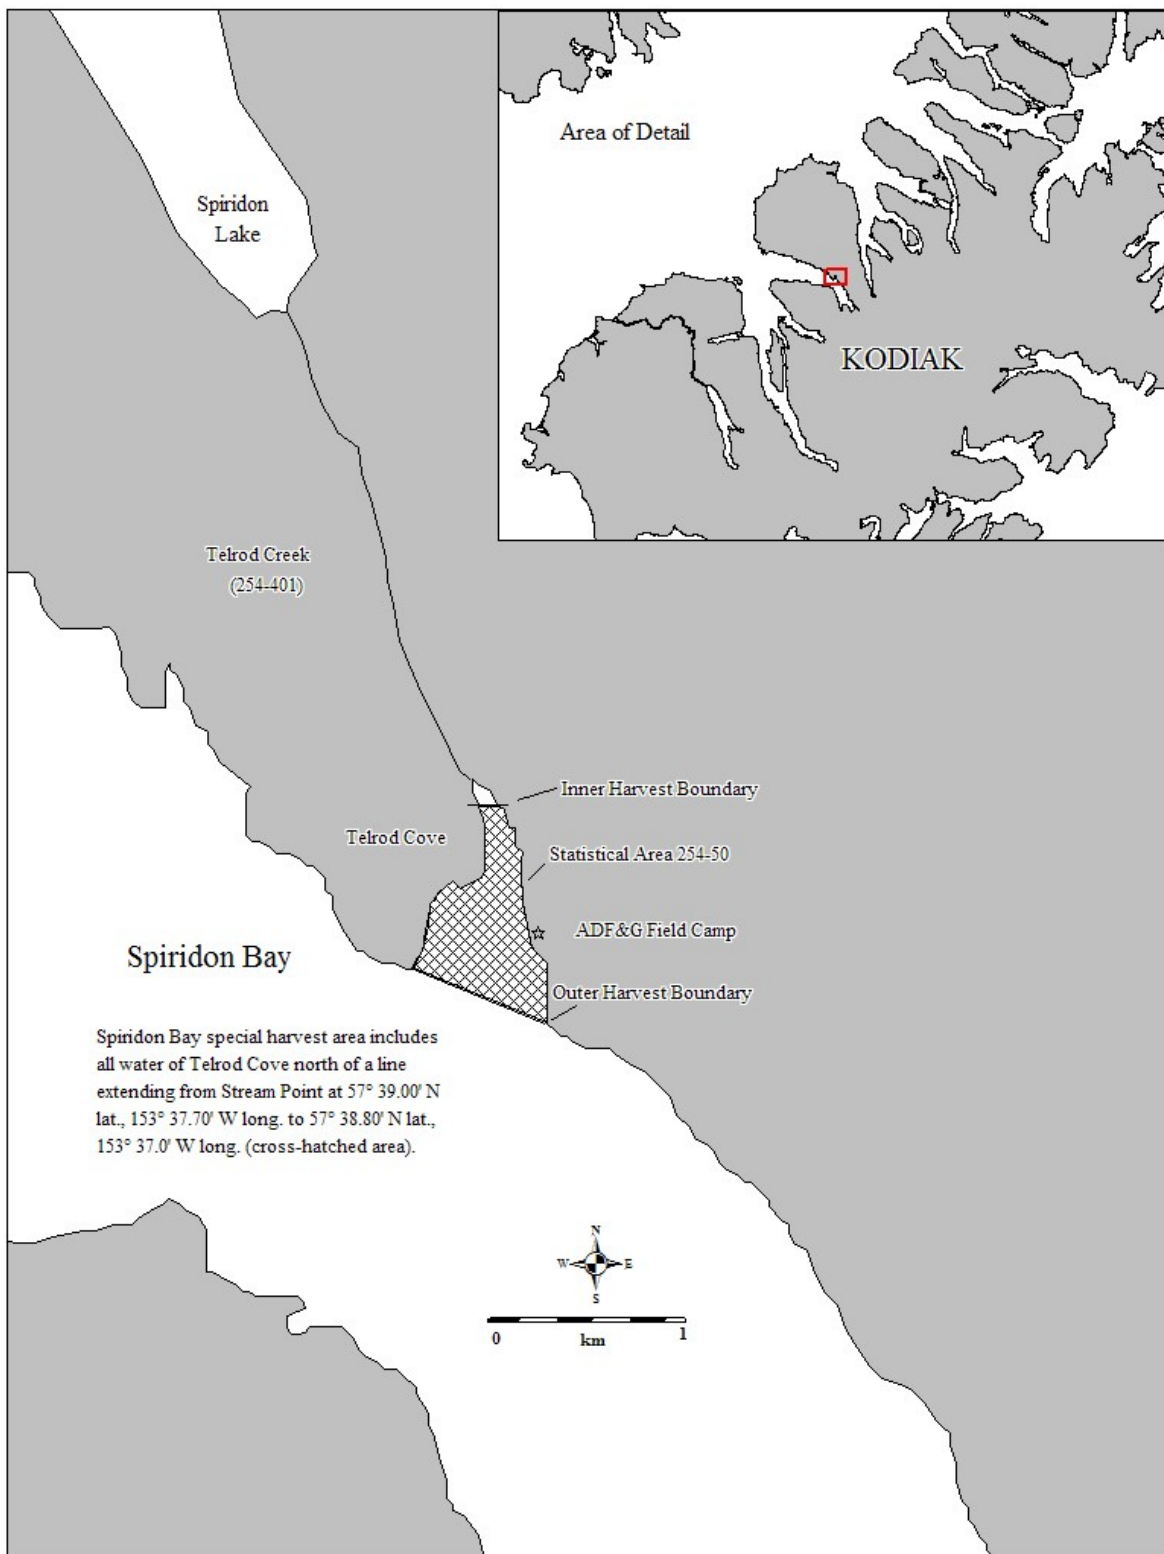 Area of Detail
KODIAK
Spiridon
Lake
Telrod Creek
(254-401)
Inner Harvest Boundary
Telrod Cove
Statistical Area 254-50
ADF&G Field Camp
Spiridon Bay
Outer Harvest Boundary
Spiridon Bay special harvest area includes
all water of Telrod Cove north of a line
extending from Stream Point at 57° 39.00' N
lat., 153° 37.70' W long. to 57° 38.80' N lat.,
153° 37.0' W long. (cross-hatched area).
N
W E
S
0 km 1